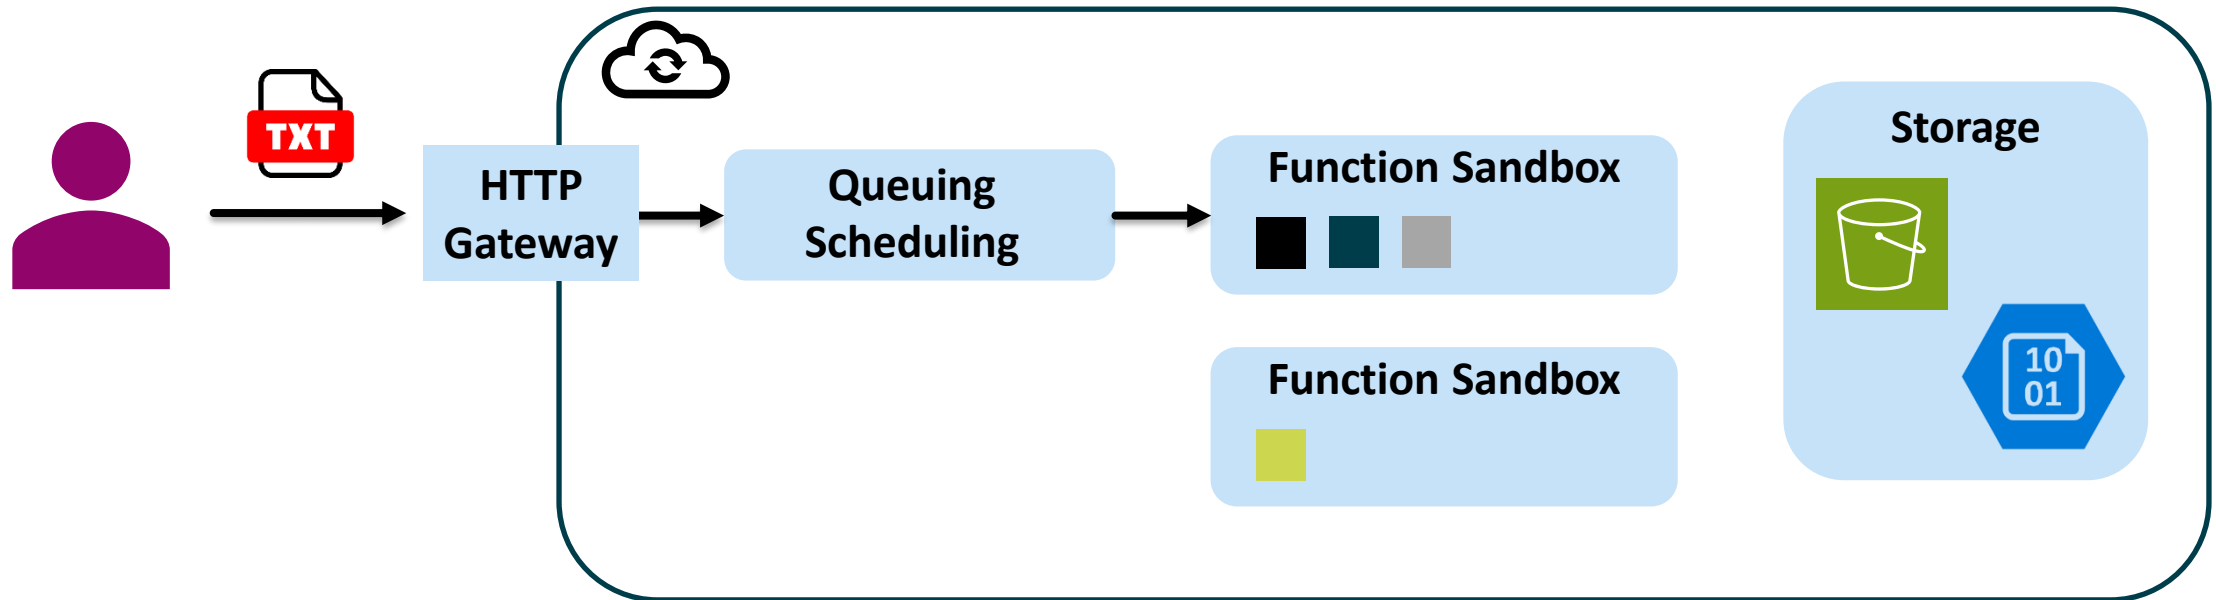 TXT
HTTP
Gateway
Queuing
Scheduling
Function Sandbox
Function Sandbox
Storage
10
01